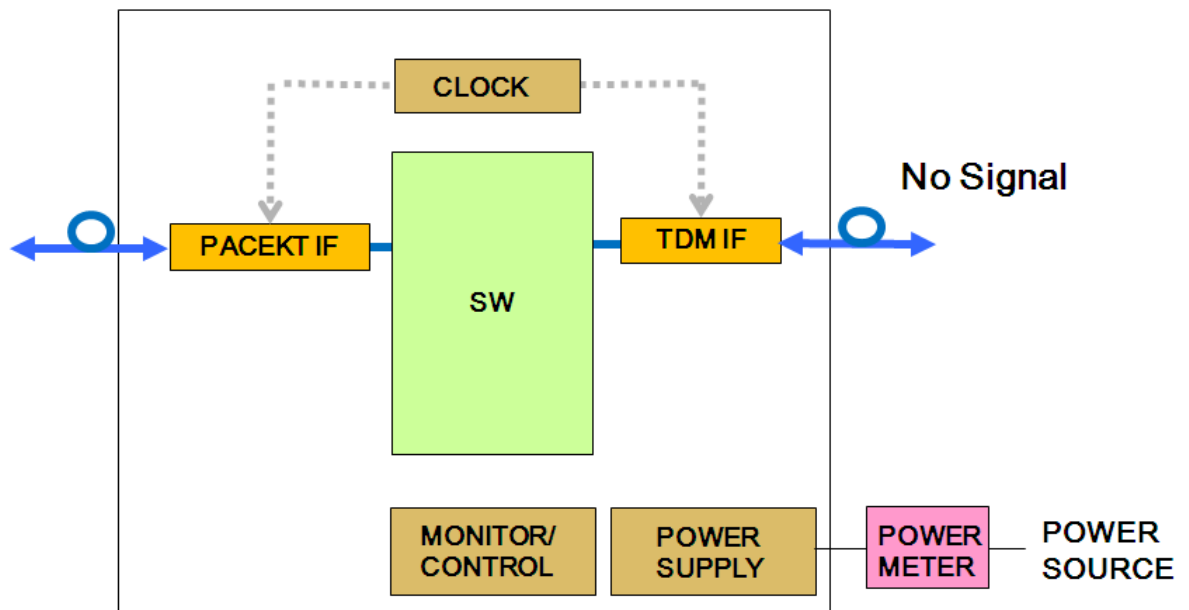 CLOCK
No Signal
PACEKT IF
TDM IF
SW
MONITOR/
CONTROL
POWER
SUPPLY
POWER
METER
POWER
SOURCE